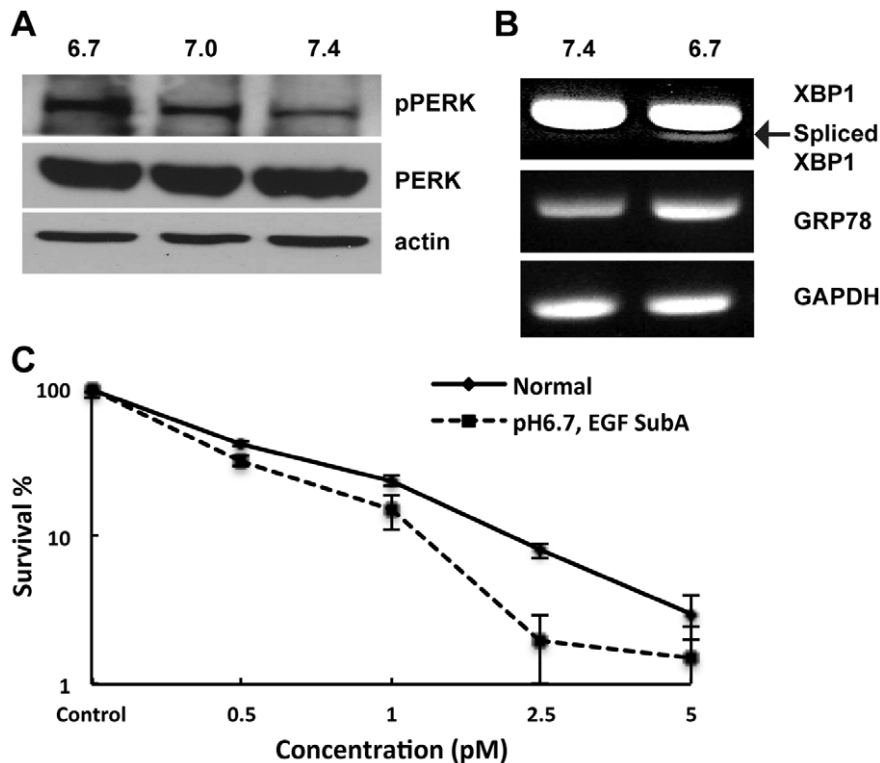 A
6.7 7.0 7.4
pPERK
PERK
actin
B
7.4 6.7
XBP1
Spliced
XBP1
GRP78
GAPDH
C
Normal
pH6.7, EGF SubA
Survival %
100
10
1
Control 0.5 1 2.5 5
Concentration (pM)